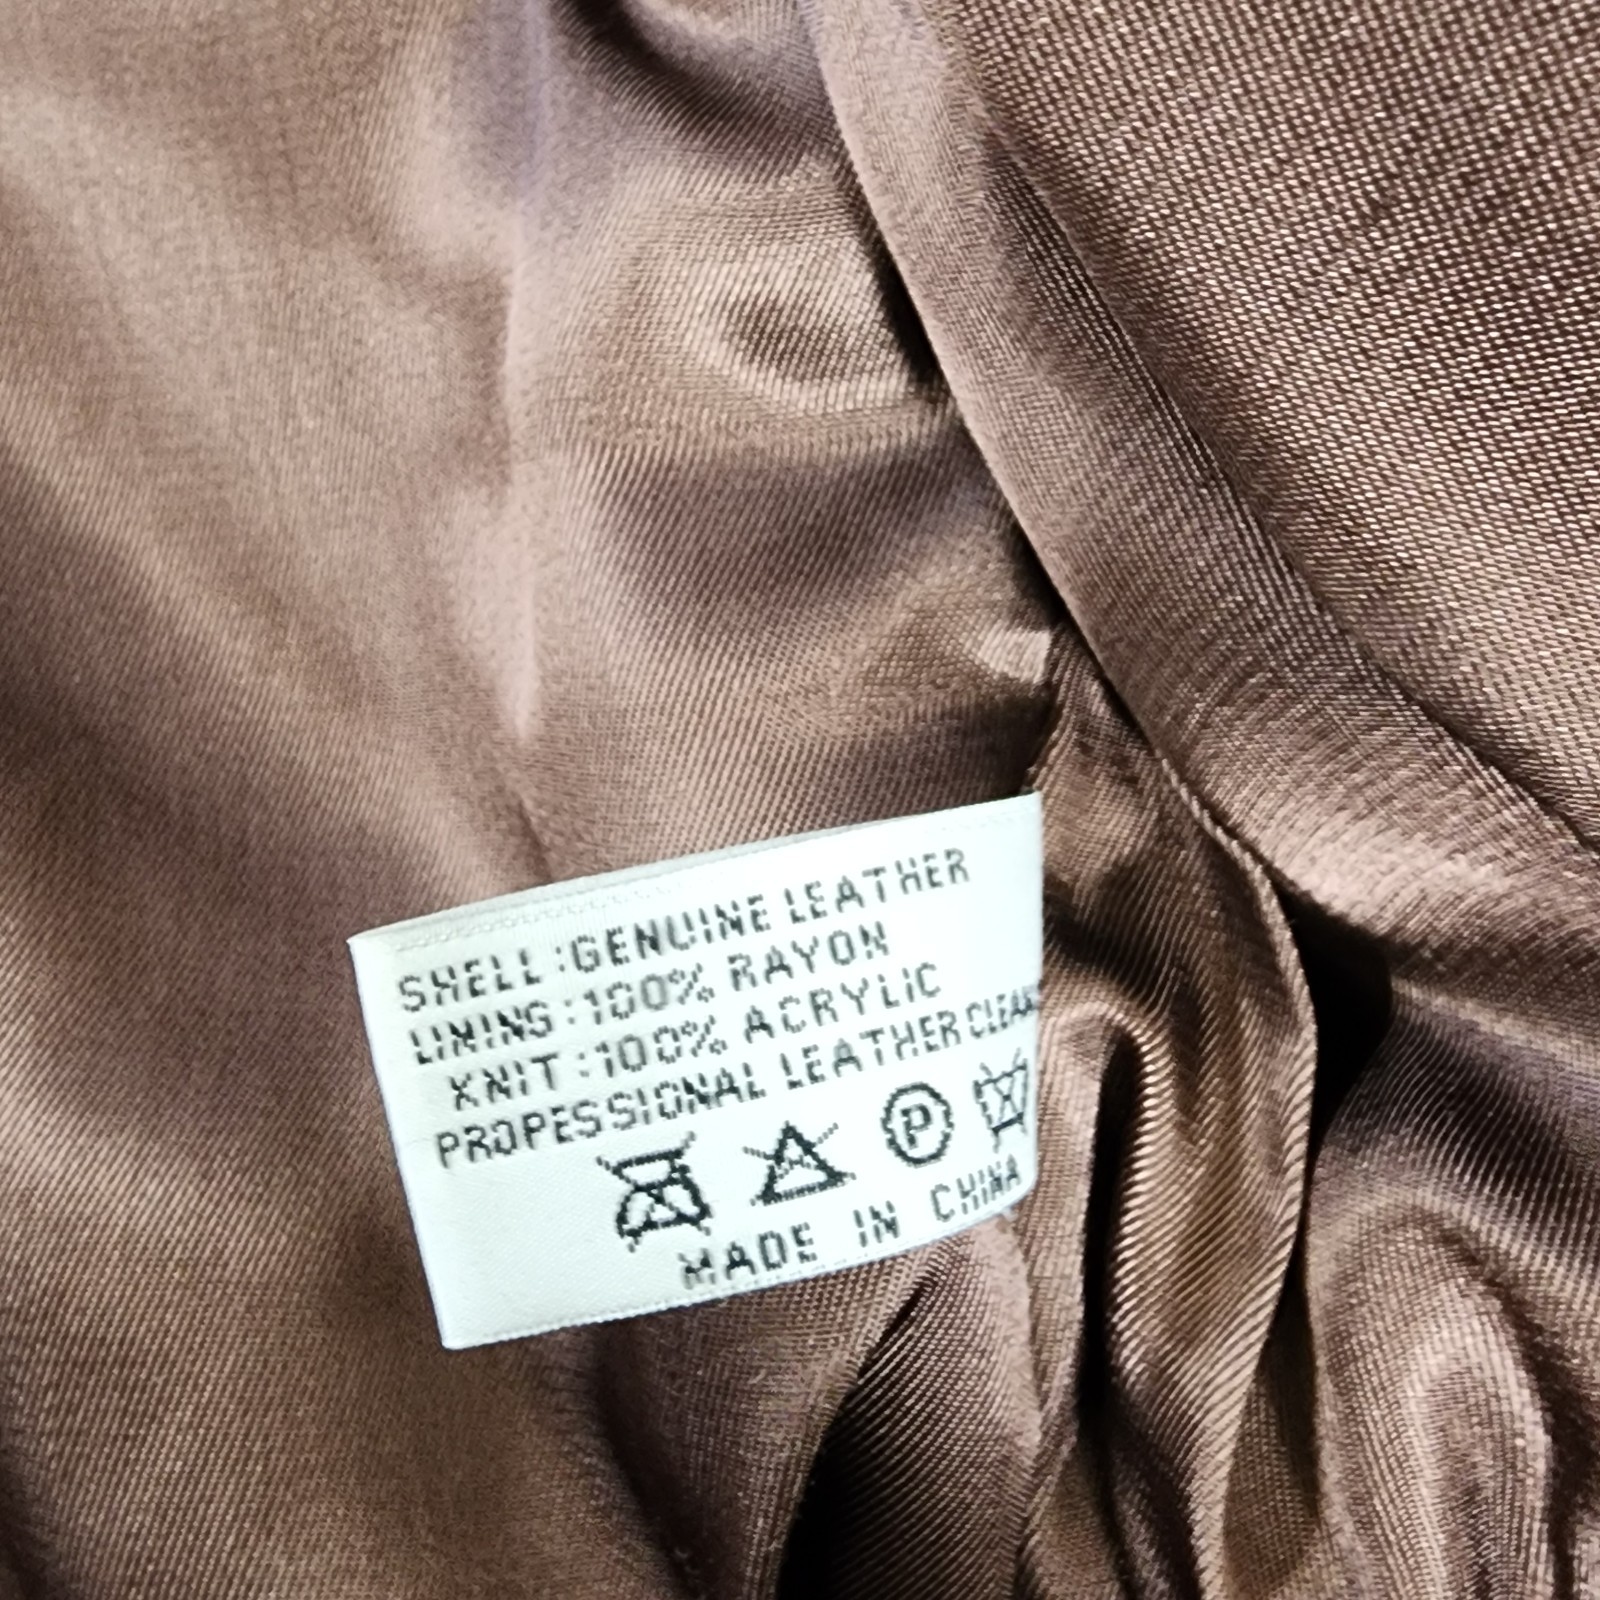 SHELL:GENUINE LEATHER
LINING:100% RAYON
KNIT:100% ACRYLIC
PROPESSIONAL LEATHER
P
MADE IN CHINA